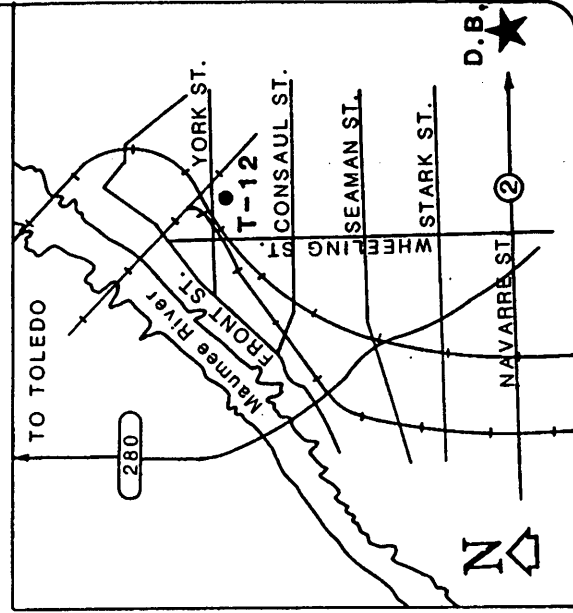 TO TOLEDO
280
Maumee River
FRONT ST.
YORK ST.
T-12
CONSAUL ST.
WHEELING ST.
SEAMAN ST.
STARK ST.
NAVARRE ST.
2
D.B,
N